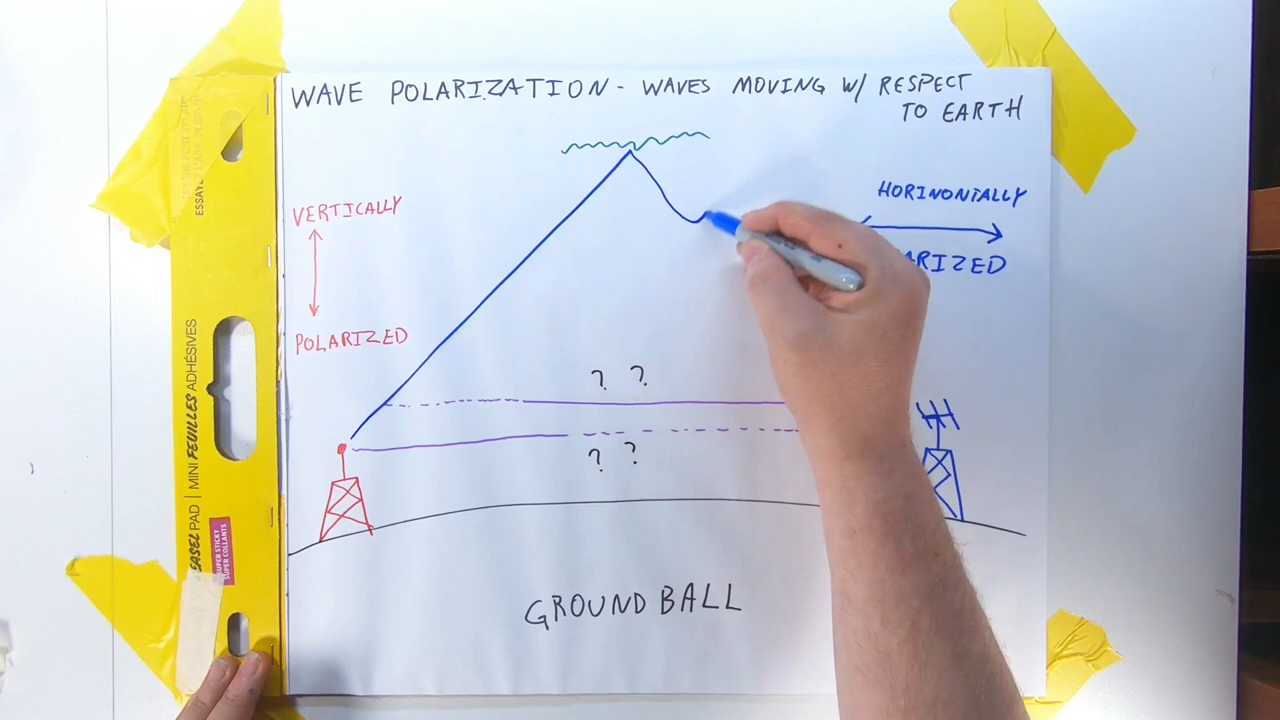 WAVE POLARIZATION - WAVES MOVING W/ RESPECT
TO EARTH
VERTICALLY
POLARIZED
HORINONTALLY
ARIZED
? ?
? ?
GROUND BALL
EASEL PAD | MINI FEUILLES ADHÉSIVES
SUPER STICKY
SUPER COLLANTS